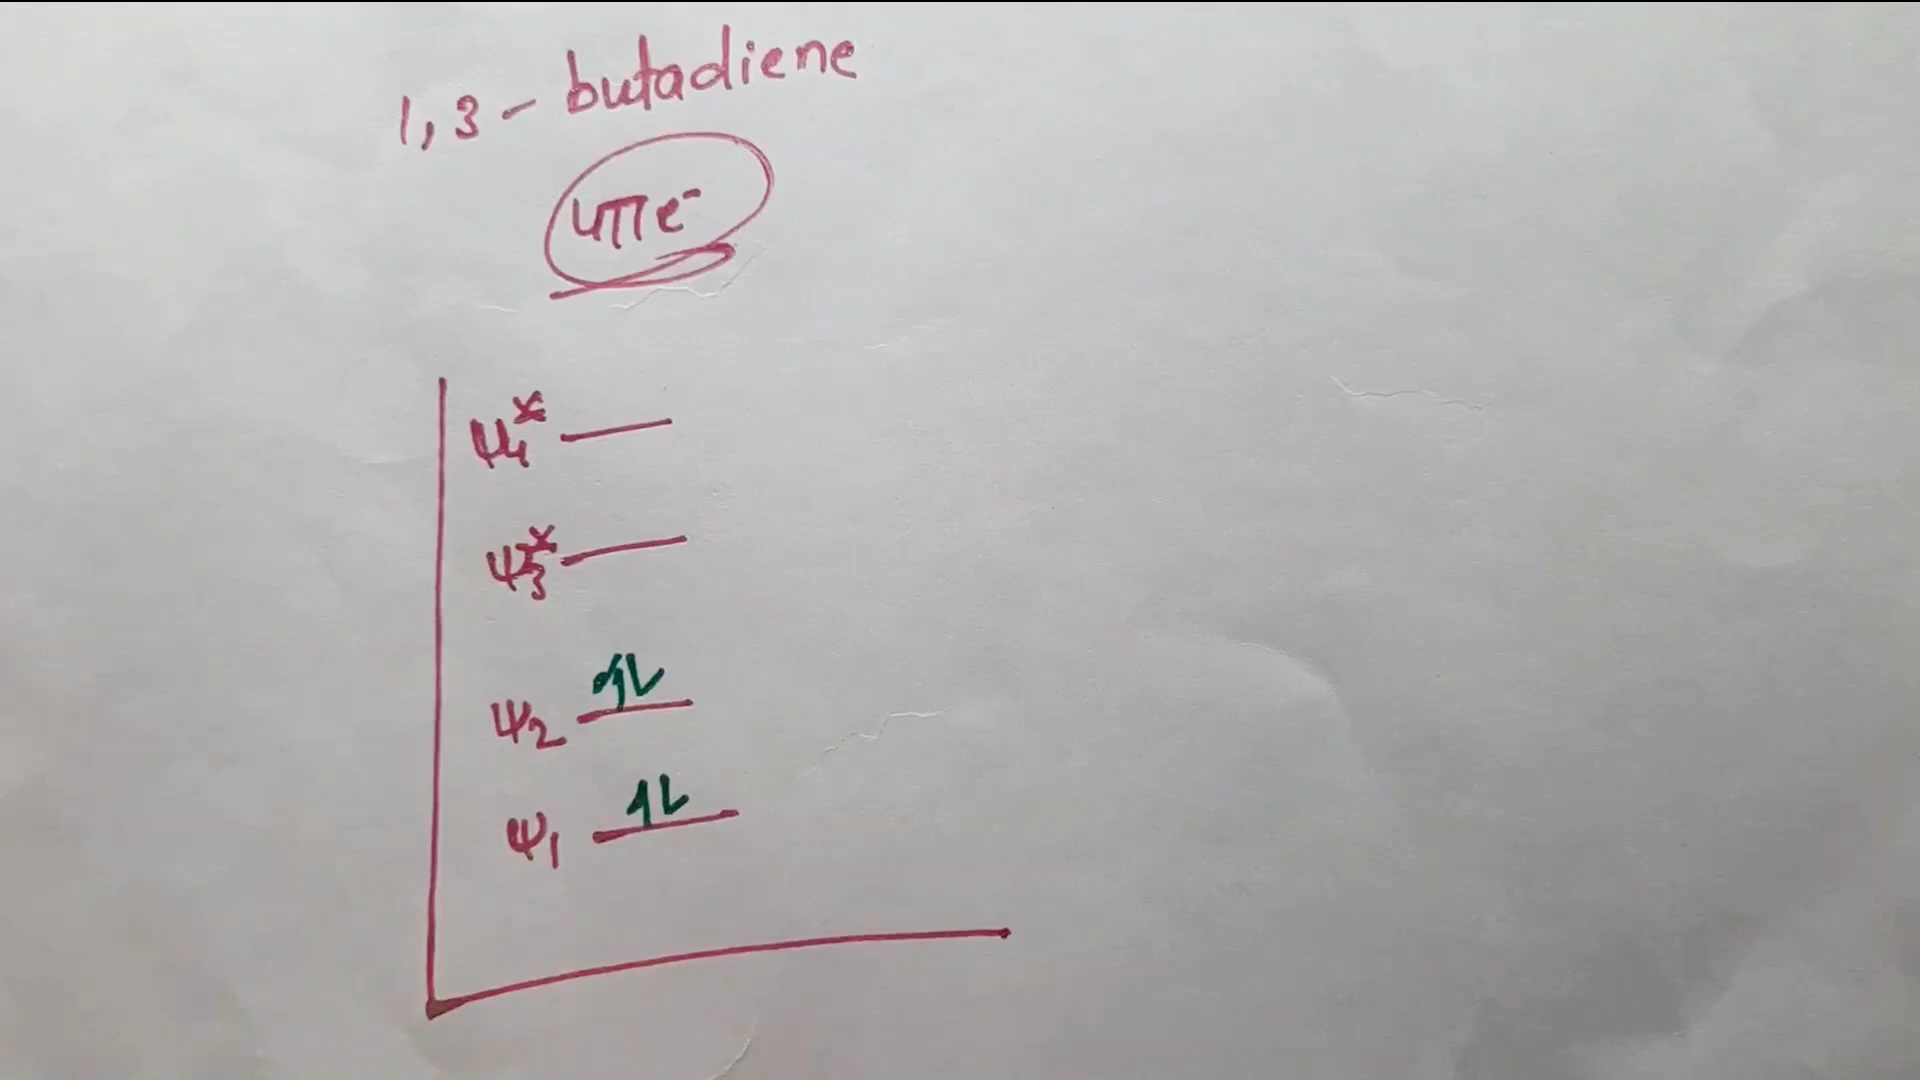 1,3-butadiene
4πe⁻
ψ₄*
ψ₃*
ψ₂ ↿⇂
ψ₁ ↿⇂